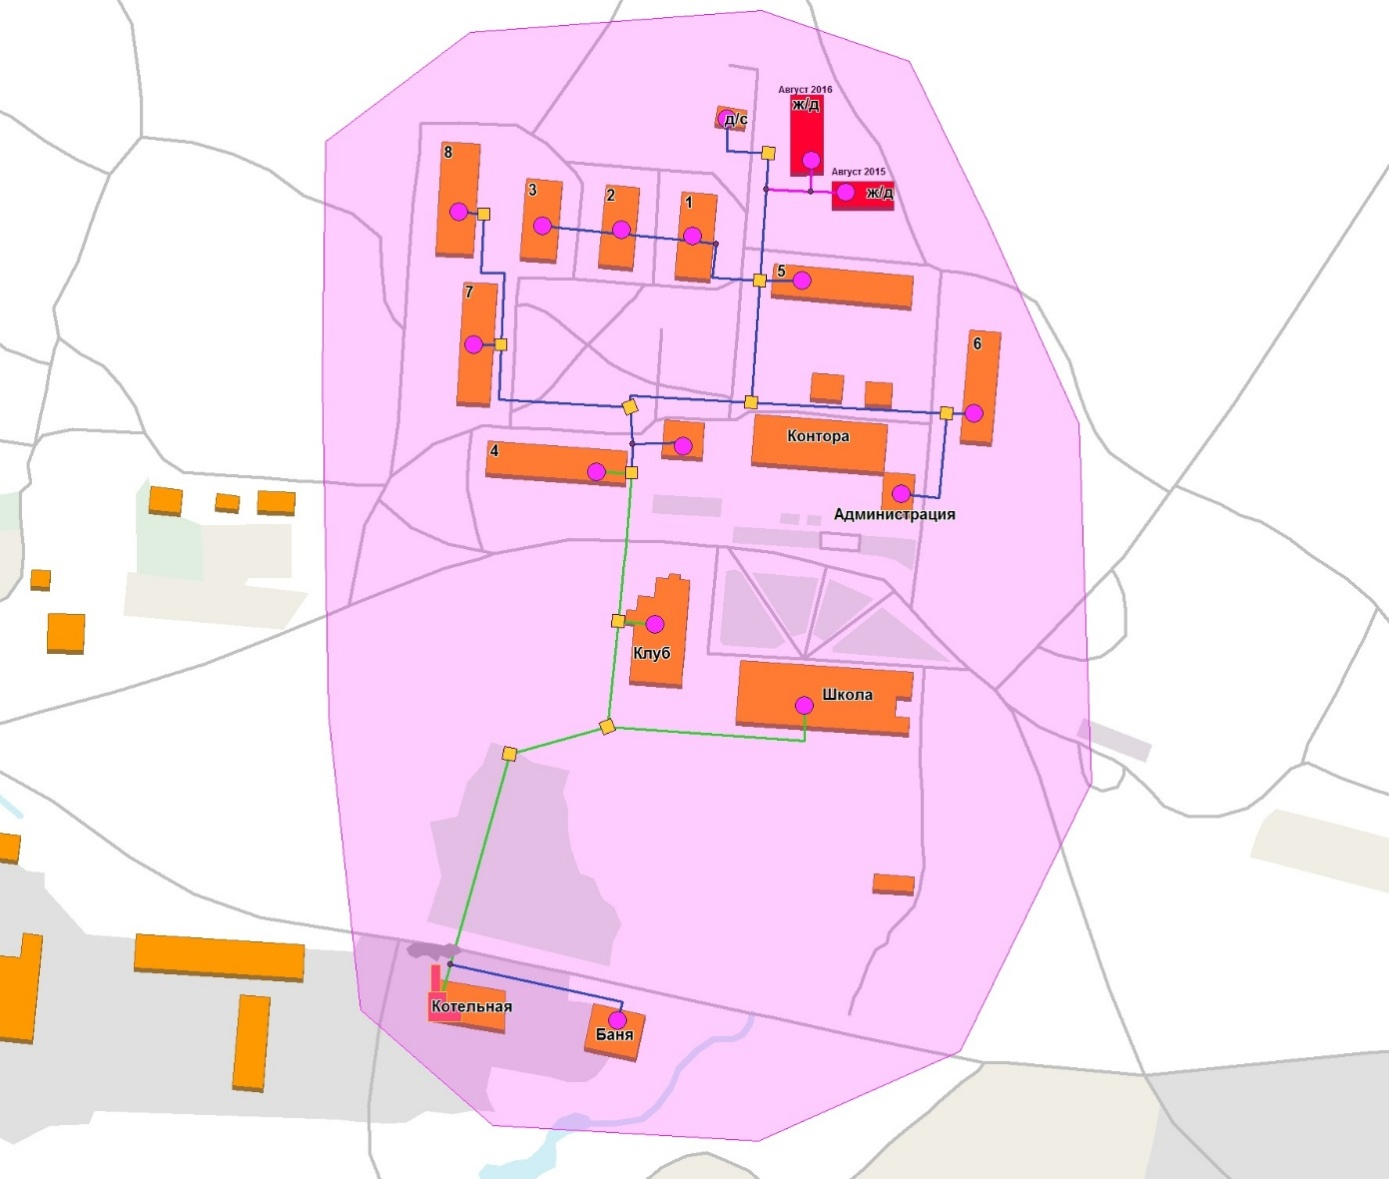 Август 2016
ж/д
д/с
8
Август 2015
3
2
1
ж/д
5
7
6
Контора
4
Администрация
Клуб
Школа
Котельная
Баня